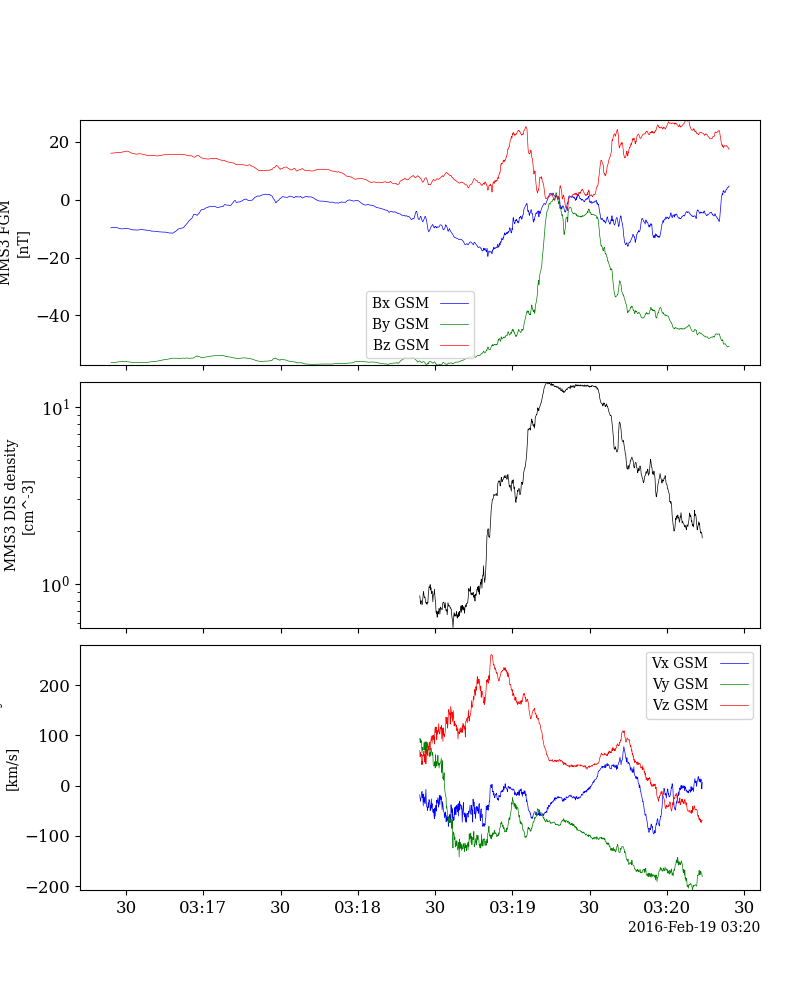 20
0
−20
−40
MMS3 FGM
[nT]
Bx GSM
By GSM
Bz GSM
10^1
10^0
MMS3 DIS density
[cm^-3]
200
100
0
−100
−200
[km/s]
Vx GSM
Vy GSM
Vz GSM
30 03:17 30 03:18 30 03:19 30 03:20 30
2016-Feb-19 03:20